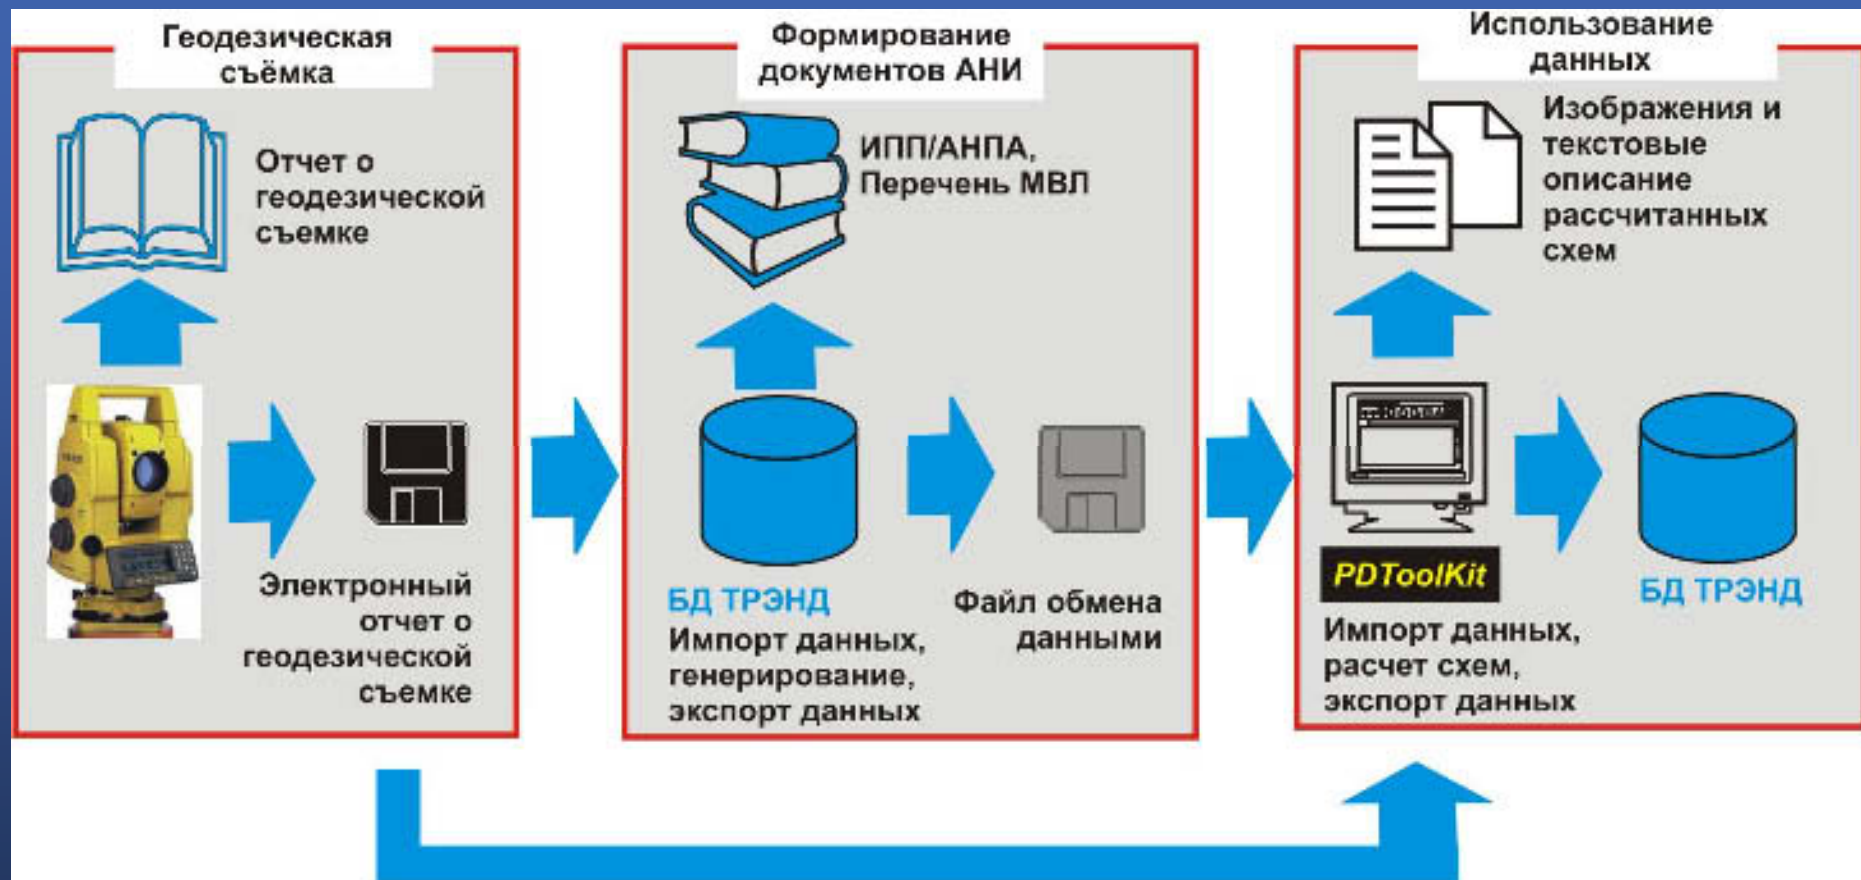 Геодезическая
съёмка
Отчет о
геодезической
съемке
Электронный
отчет о
геодезической
съемке
Формирование
документов АНИ
ИПП/АНПА,
Перечень МВЛ
БД ТРЭНД
Импорт данных,
генерирование,
экспорт данных
Файл обмена
данными
Использование
данных
Изображения и
текстовые
описание
рассчитанных
схем
PDToolKit
Импорт данных,
расчет схем,
экспорт данных
БД ТРЭНД